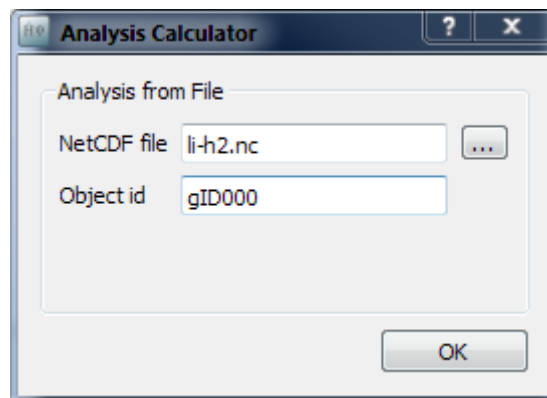 Analysis Calculator ? x
Analysis from File
NetCDF file li-h2.nc ...
Object id gID000
OK